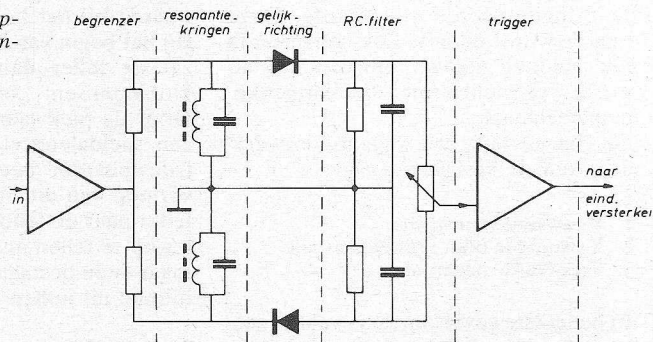 p-
n-
begrenzer
resonantie-
kringen
gelijk-
richting
RC.filter
trigger
in
naar
eind.
versterker